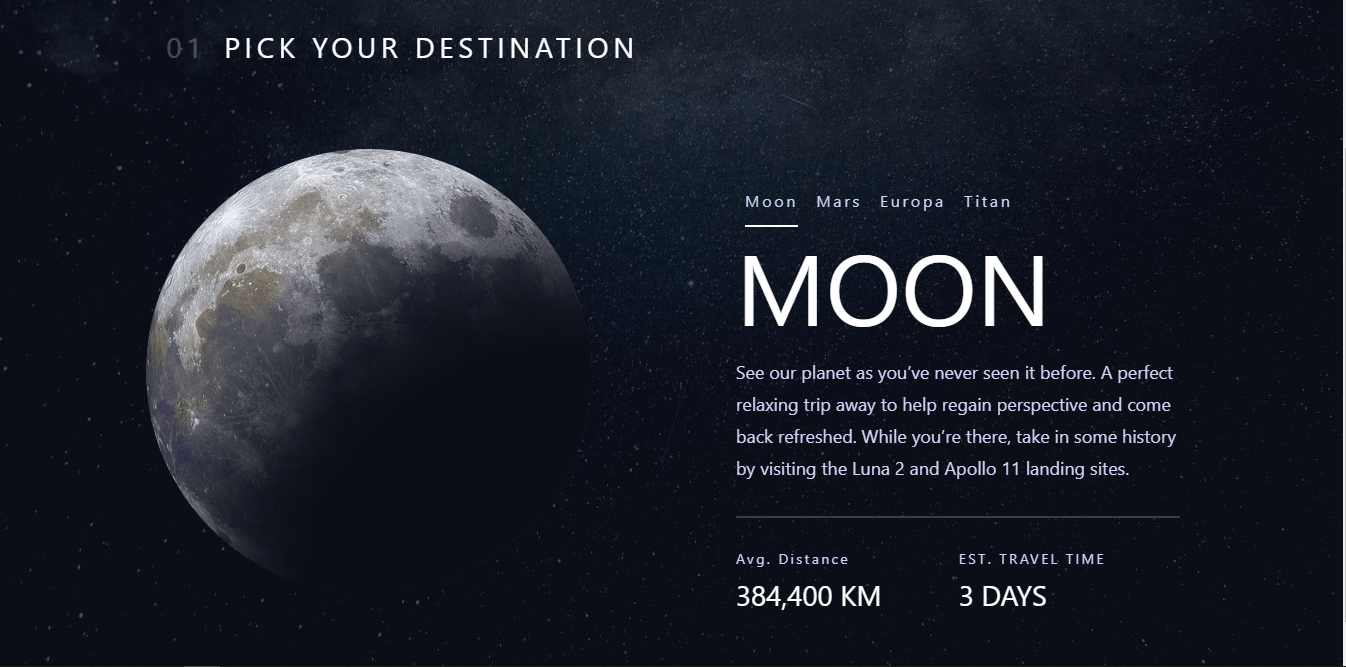 01 PICK YOUR DESTINATION
Moon Mars Europa Titan
MOON
See our planet as you’ve never seen it before. A perfect
relaxing trip away to help regain perspective and come
back refreshed. While you’re there, take in some history
by visiting the Luna 2 and Apollo 11 landing sites.
Avg. Distance
384,400 KM
EST. TRAVEL TIME
3 DAYS